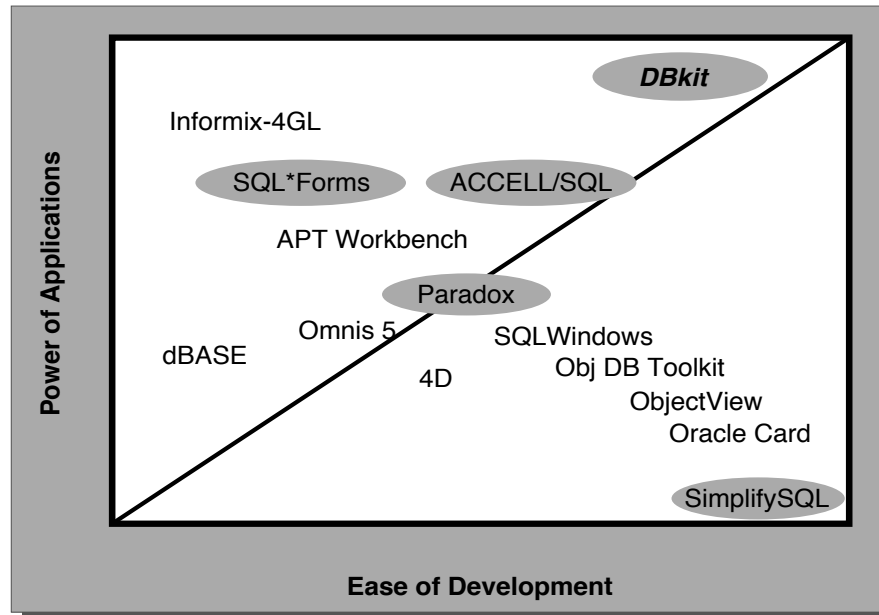 DBkit
Informix-4GL
SQL*Forms
ACCELL/SQL
APT Workbench
Paradox
Omnis 5
SQLWindows
dBASE
Obj DB Toolkit
4D
ObjectView
Oracle Card
SimplifySQL
Power of Applications
Ease of Development